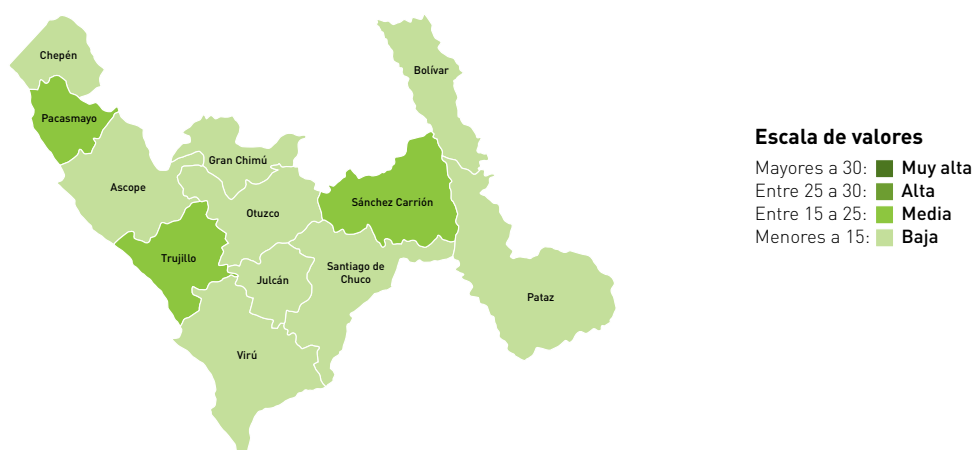 Chepén
Bolívar
Pacasmayo
Gran Chimú
Ascope
Sánchez Carrión
Otuzco
Trujillo
Santiago de
Chuco
Julcán
Pataz
Virú
Escala de valores
Mayores a 30: Muy alta
Entre 25 a 30: Alta
Entre 15 a 25: Media
Menores a 15: Baja